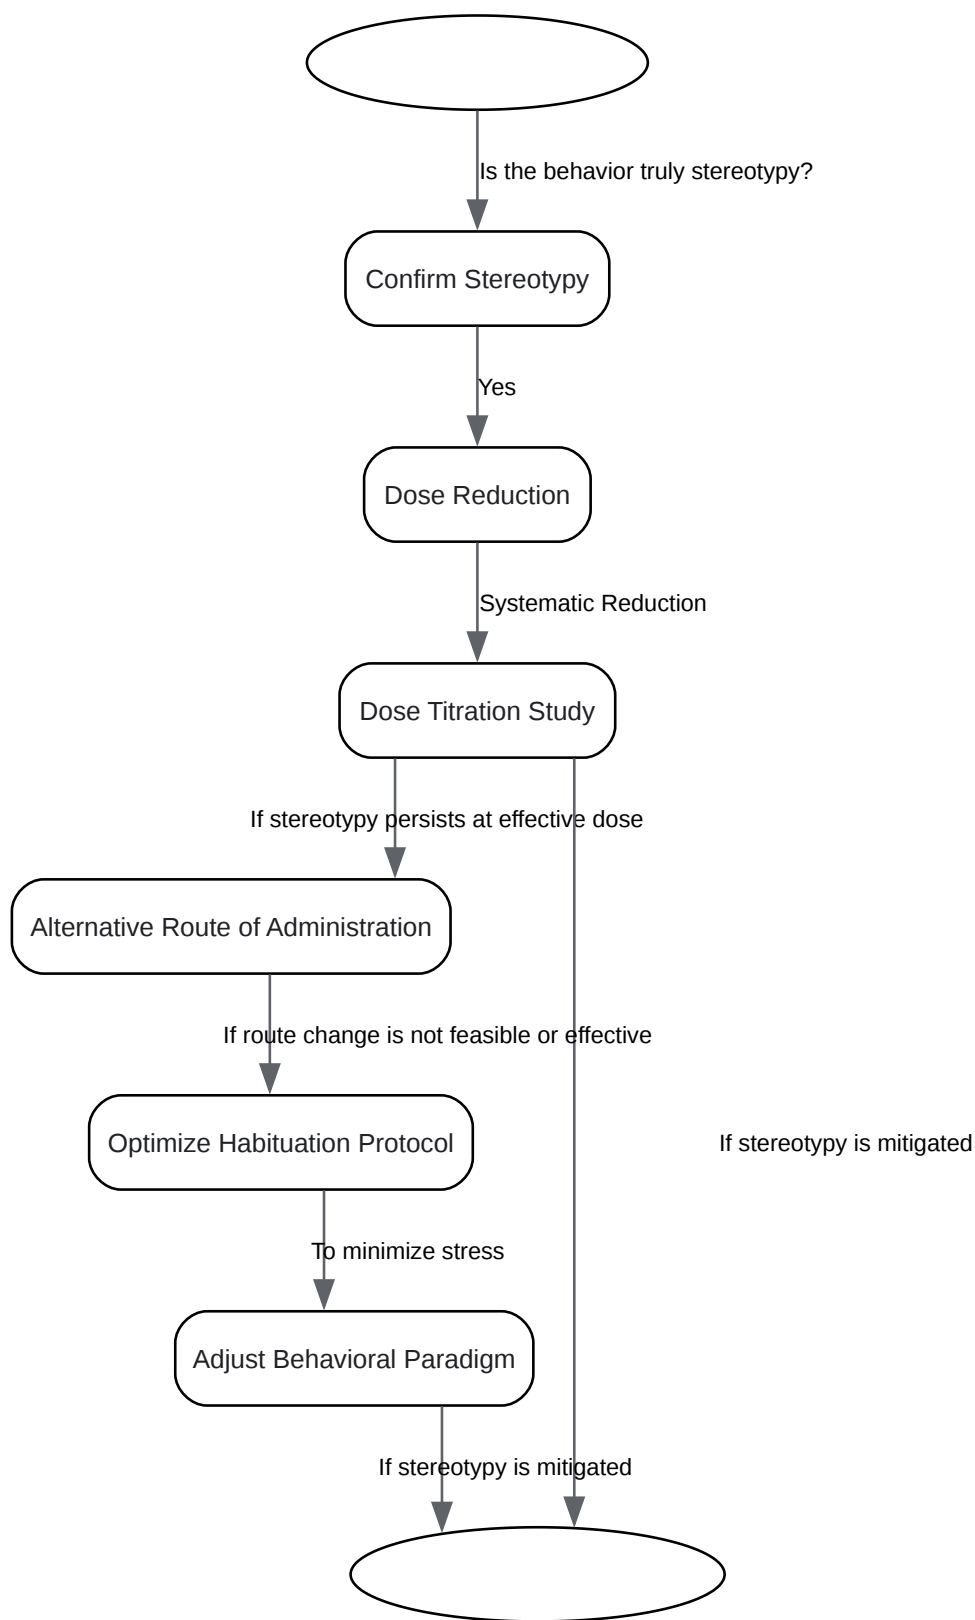 Is the behavior truly stereotypy?
Confirm Stereotypy
Yes
Dose Reduction
Systematic Reduction
Dose Titration Study
If stereotypy persists at effective dose
Alternative Route of Administration
If route change is not feasible or effective
Optimize Habituation Protocol
If stereotypy is mitigated
To minimize stress
Adjust Behavioral Paradigm
If stereotypy is mitigated